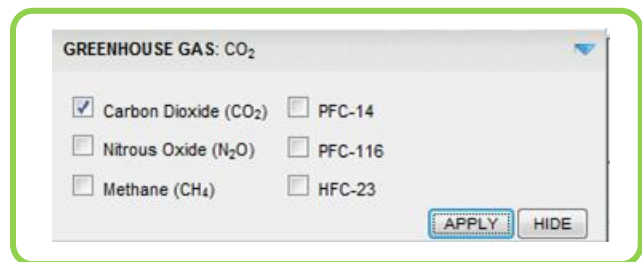 GREENHOUSE GAS: CO₂
Carbon Dioxide (CO₂) PFC-14
Nitrous Oxide (N₂O) PFC-116
Methane (CH₄) HFC-23
APPLY HIDE